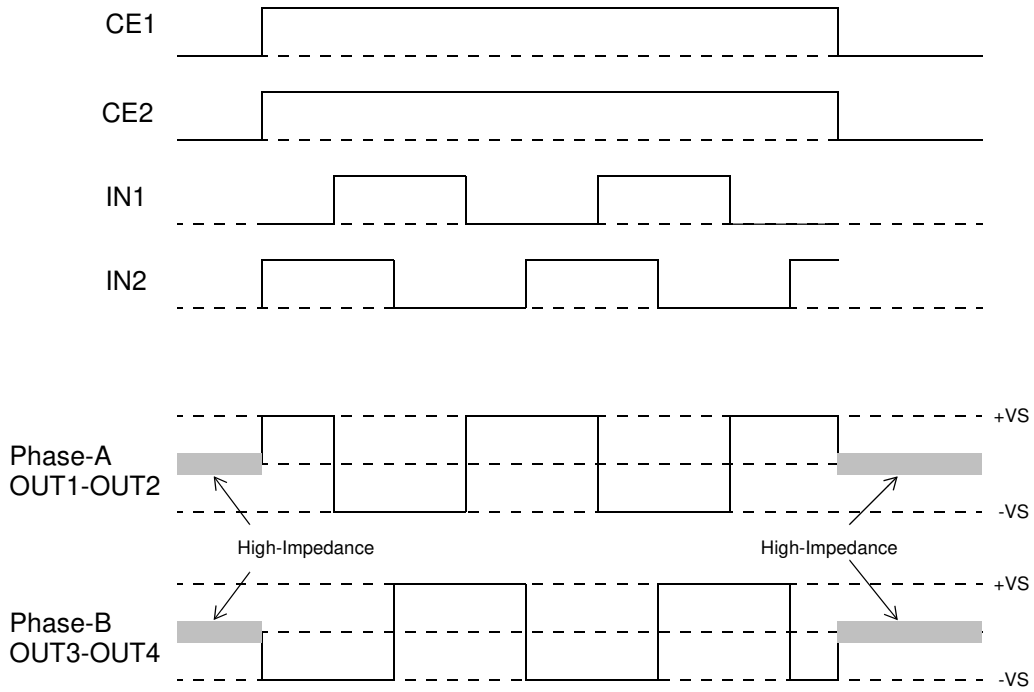 CE1
CE2
IN1
IN2
+VS
Phase-A
OUT1-OUT2
-VS
High-Impedance
High-Impedance
+VS
Phase-B
OUT3-OUT4
-VS